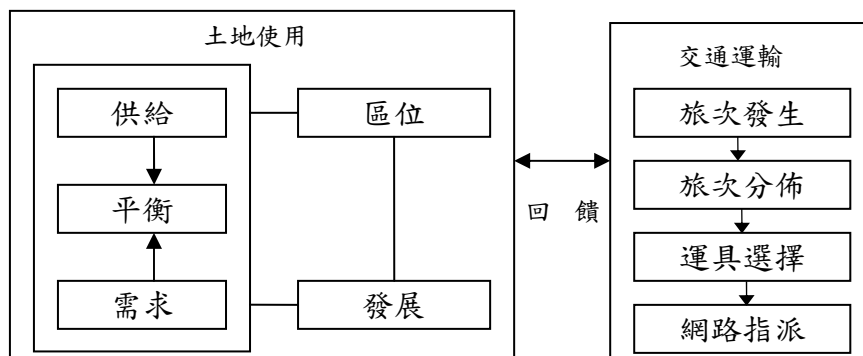 土地使用
供給
平衡
需求
區位
發展
回 饋
交通運輸
旅次發生
旅次分佈
運具選擇
網路指派